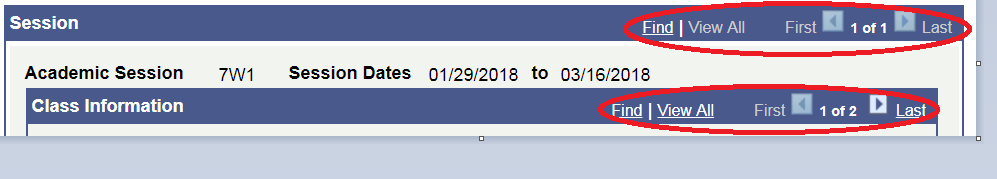 Session Find | View All First 1 of 1 Last
Academic Session 7W1 Session Dates 01/29/2018 to 03/16/2018
Class Information Find | View All First 1 of 2 Last